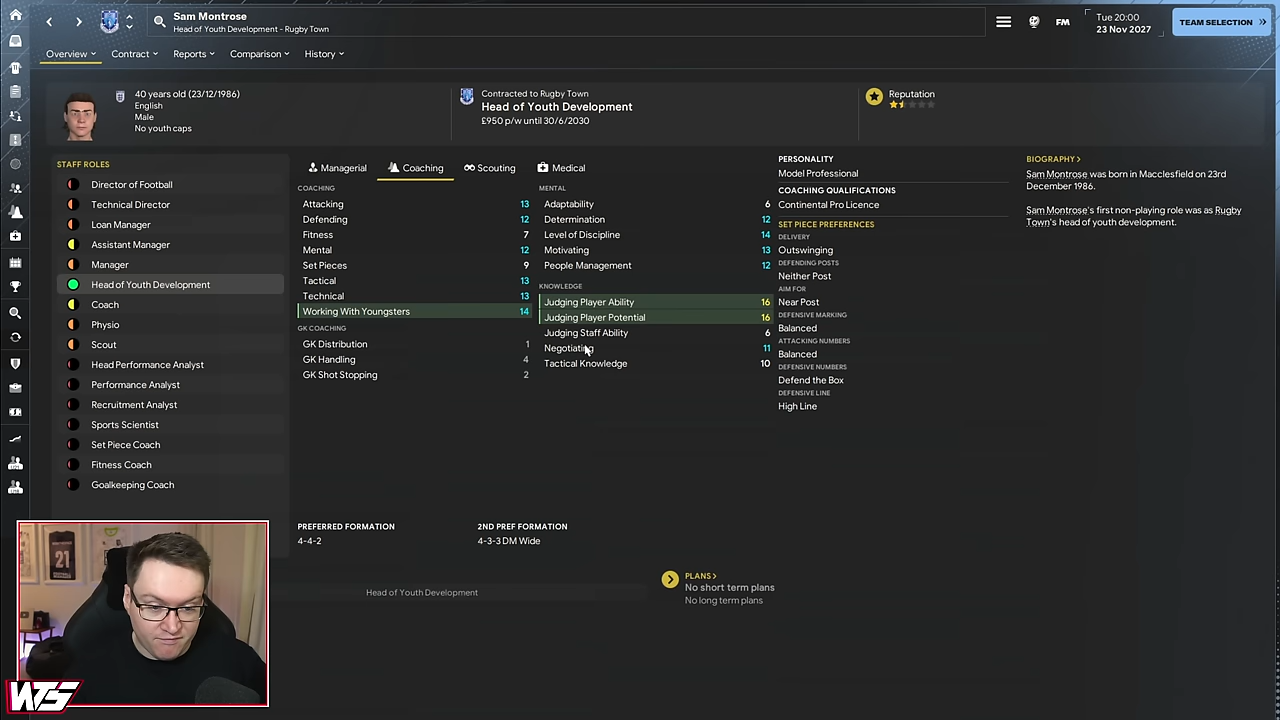 Sam Montrose
Head of Youth Development - Rugby Town
FM
Tue 20:00
23 Nov 2027
TEAM SELECTION
Overview
Contract
Reports
Comparison
History
40 years old (23/12/1986)
English
Male
No youth caps
Contracted to Rugby Town
Head of Youth Development
£950 p/w until 30/6/2030
Reputation
STAFF ROLES
Director of Football
Technical Director
Loan Manager
Assistant Manager
Manager
Head of Youth Development
Coach
Physio
Scout
Head Performance Analyst
Performance Analyst
Recruitment Analyst
Sports Scientist
Set Piece Coach
Fitness Coach
Goalkeeping Coach
Managerial
Coaching
Scouting
Medical
COACHING
Attacking 13
Defending 12
Fitness 7
Mental 12
Set Pieces 9
Tactical 13
Technical 13
Working With Youngsters 14
GK COACHING
GK Distribution 1
GK Handling 4
GK Shot Stopping 2
MENTAL
Adaptability 6
Determination 12
Level of Discipline 14
Motivating 13
People Management 12
KNOWLEDGE
Judging Player Ability 16
Judging Player Potential 16
Judging Staff Ability 6
Negotiating 11
Tactical Knowledge 10
PERSONALITY
Model Professional
COACHING QUALIFICATIONS
Continental Pro Licence
SET PIECE PREFERENCES
DELIVERY
Outswinging
DEFENDING POSTS
Neither Post
AIM FOR
Near Post
DEFENSIVE MARKING
Balanced
ATTACKING NUMBERS
Balanced
DEFENSIVE NUMBERS
Defend the Box
DEFENSIVE LINE
High Line
BIOGRAPHY
Sam Montrose was born in Macclesfield on 23rd
December 1986.
Sam Montrose's first non-playing role was as Rugby
Town's head of youth development.
PREFERRED FORMATION
4-4-2
2ND PREF FORMATION
4-3-3 DM Wide
Head of Youth Development
PLANS
No short term plans
No long term plans
21
WTS